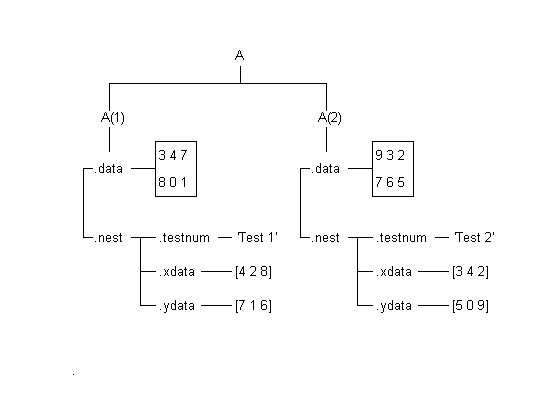 A
A(1) A(2)
.data 3 4 7 .data 9 3 2
8 0 1 7 6 5
.nest .testnum 'Test 1' .nest .testnum 'Test 2'
.xdata [4 2 8] .xdata [3 4 2]
.ydata [7 1 6] .ydata [5 0 9]
.